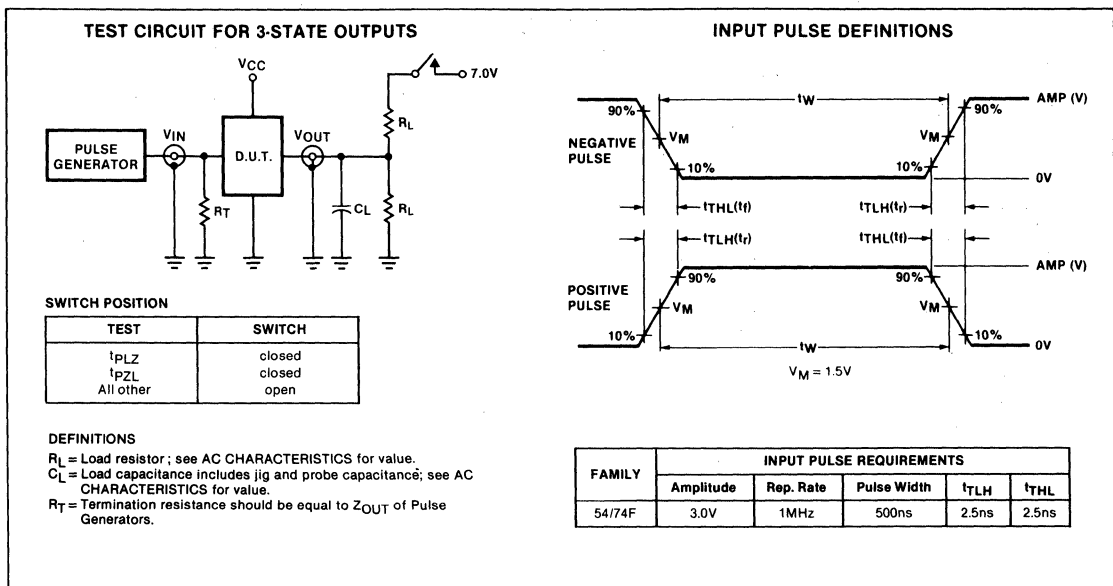 TEST CIRCUIT FOR 3-STATE OUTPUTS
VCC
7.0V
RL
PULSE GENERATOR
VIN
D.U.T.
VOUT
RT
CL
RL
SWITCH POSITION
TEST SWITCH
tPLZ closed
tPZL closed
All other open
DEFINITIONS
RL = Load resistor; see AC CHARACTERISTICS for value.
CL = Load capacitance includes jig and probe capacitance; see AC
CHARACTERISTICS for value.
RT = Termination resistance should be equal to ZOUT of Pulse
Generators.
INPUT PULSE DEFINITIONS
90% tW 90% AMP (V)
NEGATIVE
PULSE
VM VM
10% 10% 0V
tTHL(tf) tTLH(tr)
tTLH(tr) tTHL(tf)
90% 90% AMP (V)
POSITIVE
PULSE
VM VM
10% tW 10% 0V
VM = 1.5V
FAMILY INPUT PULSE REQUIREMENTS
Amplitude Rep. Rate Pulse Width tTLH tTHL
54/74F 3.0V 1MHz 500ns 2.5ns 2.5ns